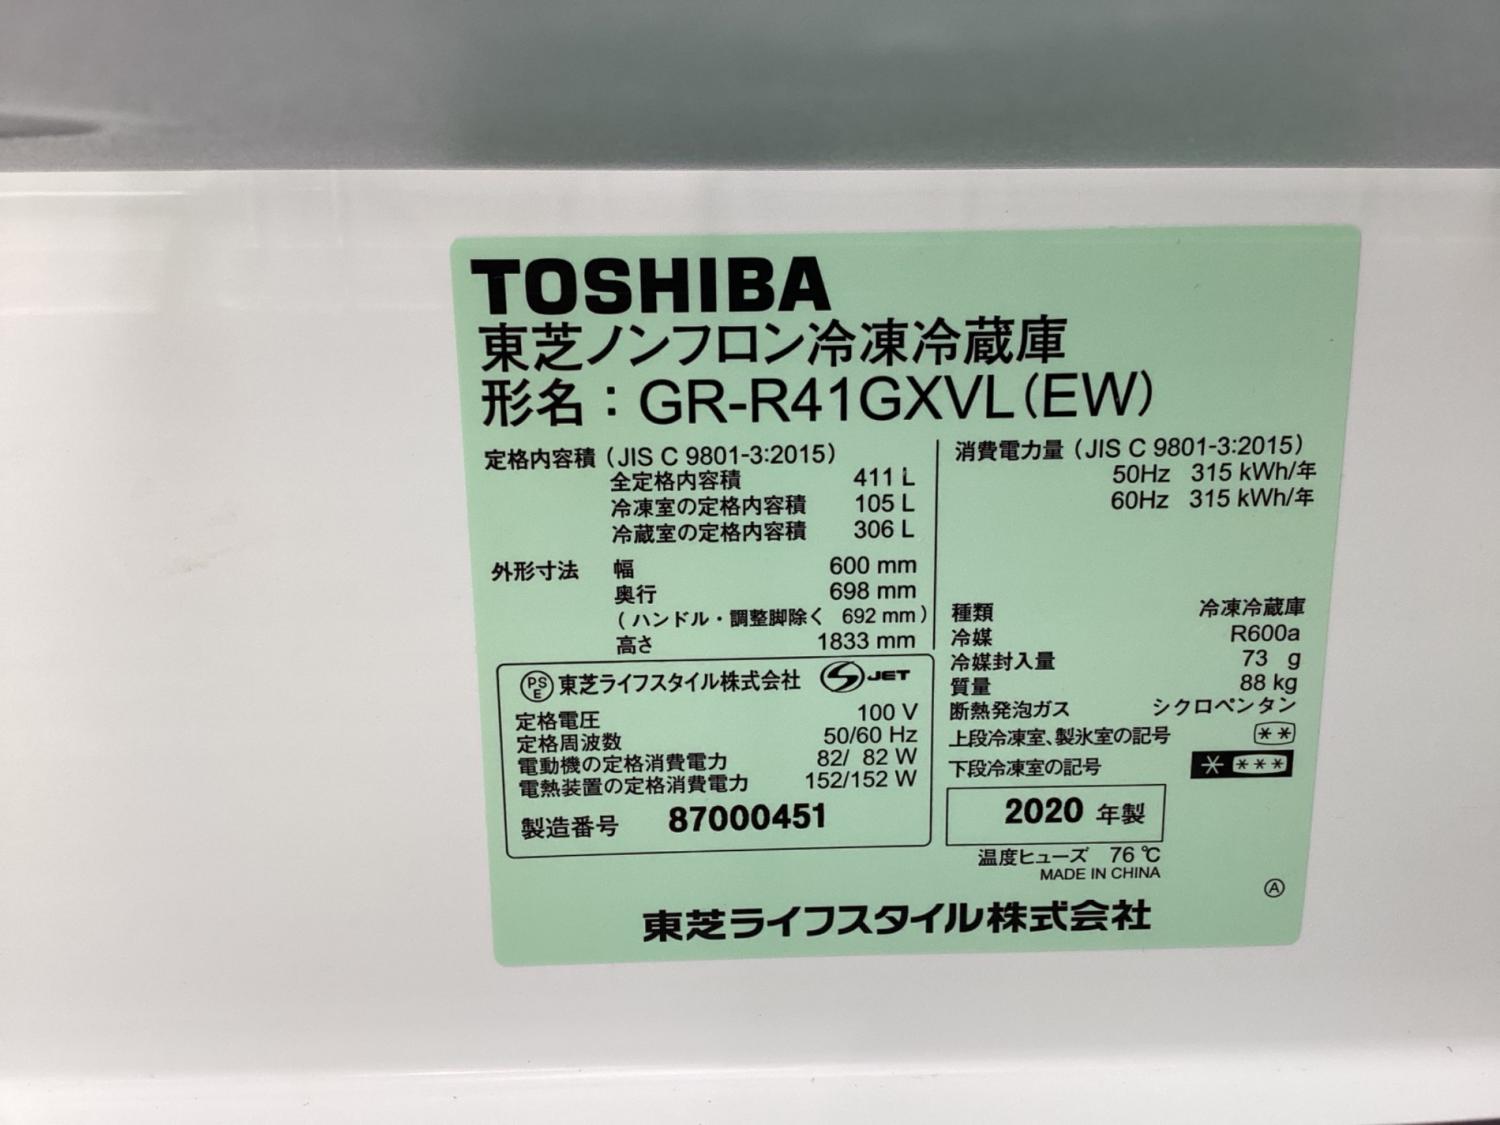 TOSHIBA
東芝ノンフロン冷凍冷蔵庫
形名：GR-R41GXVL(EW)
定格内容積（JIS C 9801-3:2015）
全定格内容積 411 L
冷凍室の定格内容積 105 L
冷蔵室の定格内容積 306 L
外形寸法 幅 600 mm
奥行 698 mm
（ハンドル・調整脚除く 692 mm）
高さ 1833 mm
消費電力量（JIS C 9801-3:2015）
50Hz 315 kWh/年
60Hz 315 kWh/年
種類 冷凍冷蔵庫
冷媒 R600a
冷媒封入量 73 g
質量 88 kg
断熱発泡ガス シクロペンタン
上段冷凍室、製氷室の記号 **
下段冷凍室の記号 * ***
PSE 東芝ライフスタイル株式会社 JET
定格電圧 100 V
定格周波数 50/60 Hz
電動機の定格消費電力 82/ 82 W
電熱装置の定格消費電力 152/152 W
製造番号 87000451
2020 年製
温度ヒューズ 76 ℃
MADE IN CHINA
Ⓐ
東芝ライフスタイル株式会社